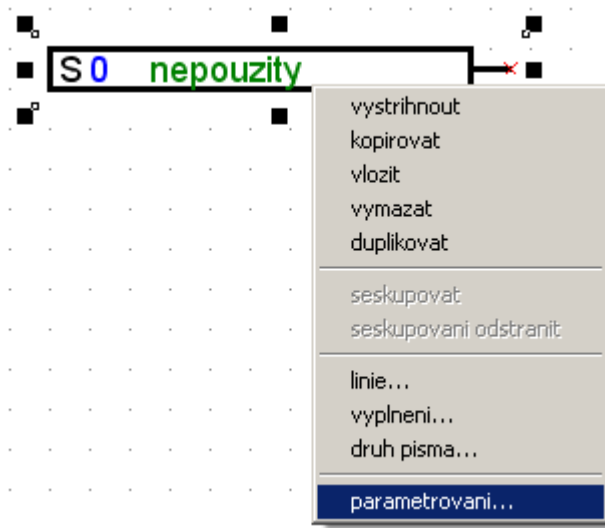 S 0 nepouzity
vystrihnout
kopirovat
vlozit
vymazat
duplikovat
seskupovat
seskupovani odstranit
linie...
vyplneni...
druh pisma...
parametrovani...